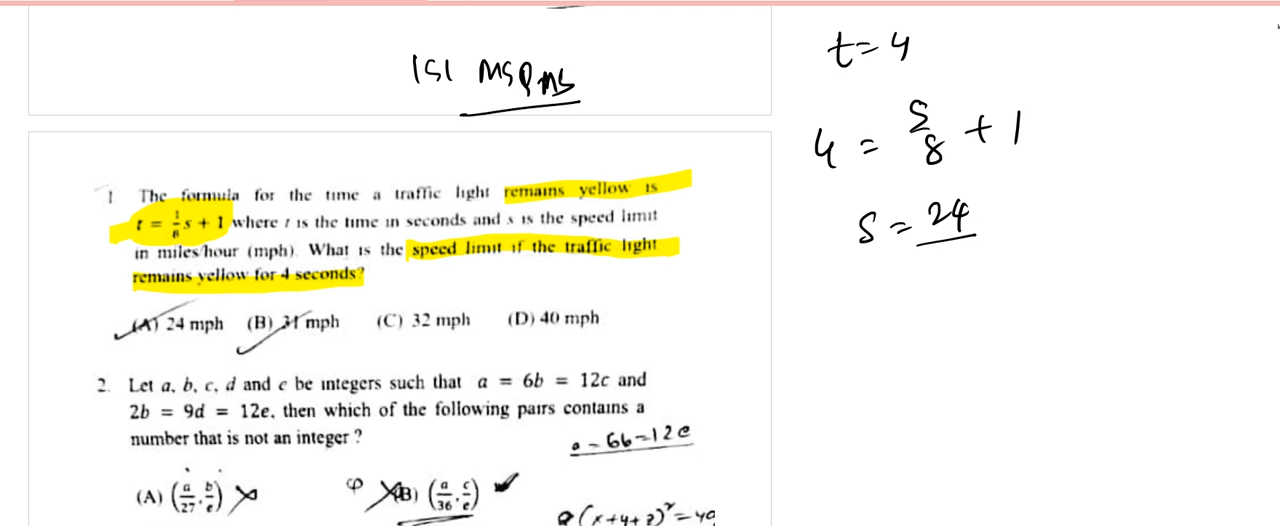 ISI MSQMS
t = 4
4 = s/8 + 1
s = 24
1 The formula for the time a traffic light remains yellow is
t = 1/8 s + 1 where t is the time in seconds and s is the speed limit
in miles/hour (mph). What is the speed limit if the traffic light
remains yellow for 4 seconds?
(A) 24 mph (B) 31 mph (C) 32 mph (D) 40 mph
2. Let a, b, c, d and e be integers such that a = 6b = 12c and
2b = 9d = 12e, then which of the following pairs contains a
number that is not an integer ?
a = 6b = 12c
(A) (a/27, b/e) (B) (a/36, c/e)
(x+y+z)² = 49